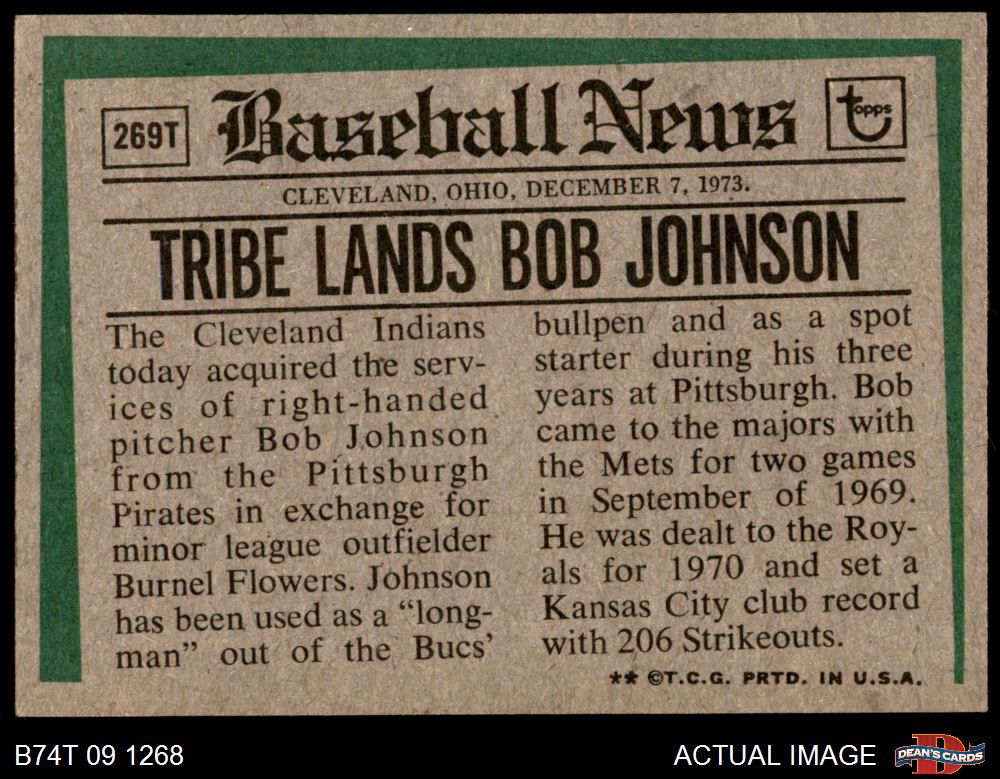 269T
Baseball News
topps
CLEVELAND, OHIO, DECEMBER 7, 1973.
TRIBE LANDS BOB JOHNSON
The Cleveland Indians
today acquired the serv-
ices of right-handed
pitcher Bob Johnson
from the Pittsburgh
Pirates in exchange for
minor league outfielder
Burnel Flowers. Johnson
has been used as a “long-
man” out of the Bucs’
bullpen and as a spot
starter during his three
years at Pittsburgh. Bob
came to the majors with
the Mets for two games
in September of 1969.
He was dealt to the Roy-
als for 1970 and set a
Kansas City club record
with 206 Strikeouts.
** ©T.C.G. PRTD. IN U.S.A.
B74T 09 1268
ACTUAL IMAGE
D
DEAN'S CARDS